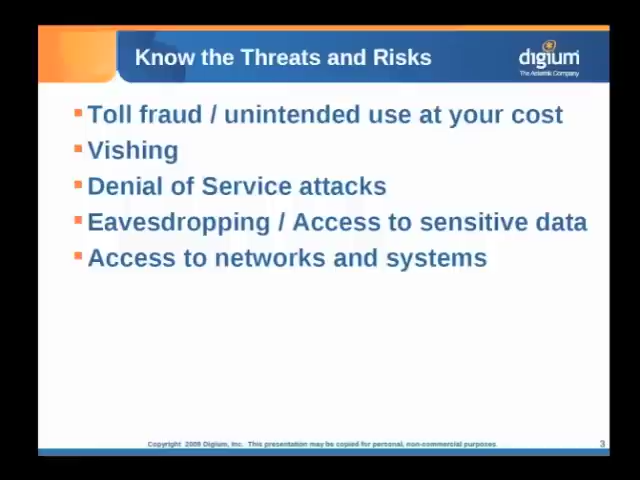 Know the Threats and Risks
digium
The Asterisk Company
Toll fraud / unintended use at your cost
Vishing
Denial of Service attacks
Eavesdropping / Access to sensitive data
Access to networks and systems
Copyright 2009 Digium, Inc. This presentation may be copied for personal, non-commercial purposes.
3